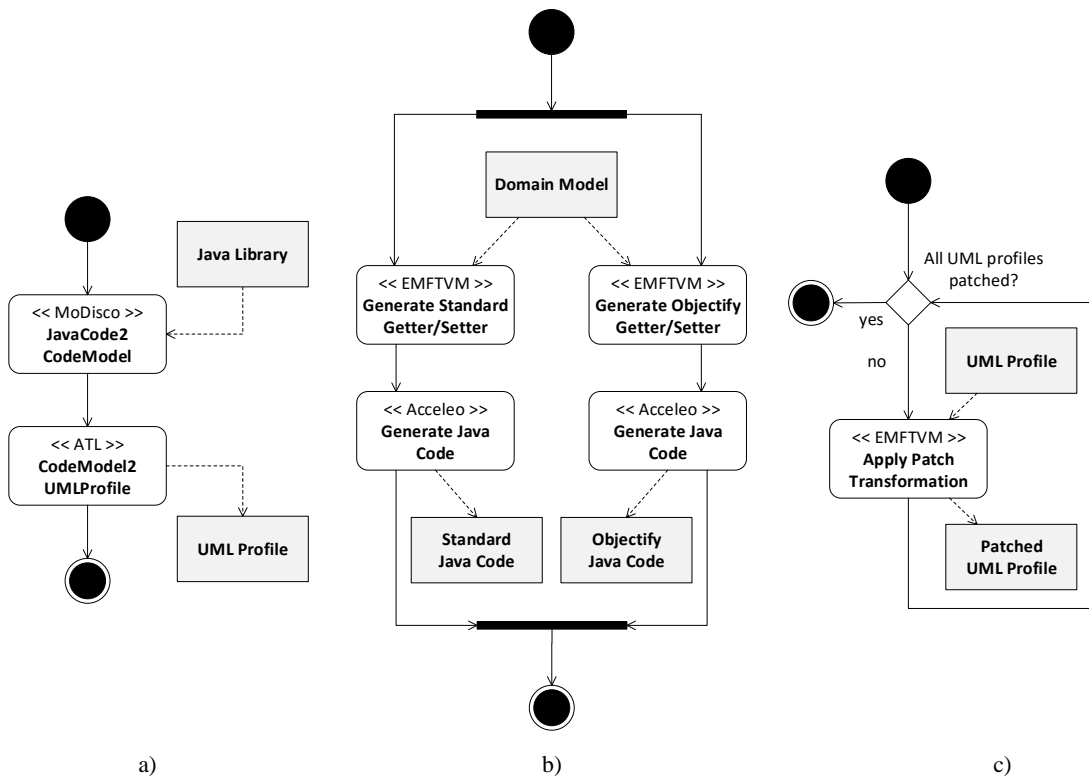 Java Library
<< MoDisco >>
JavaCode2
CodeModel
<< ATL >>
CodeModel2
UMLProfile
UML Profile
a)
Domain Model
<< EMFTVM >>
Generate Standard
Getter/Setter
<< EMFTVM >>
Generate Objectify
Getter/Setter
<< Acceleo >>
Generate Java
Code
<< Acceleo >>
Generate Java
Code
Standard
Java Code
Objectify
Java Code
b)
All UML profiles
patched?
yes
no
UML Profile
<< EMFTVM >>
Apply Patch
Transformation
Patched
UML Profile
c)